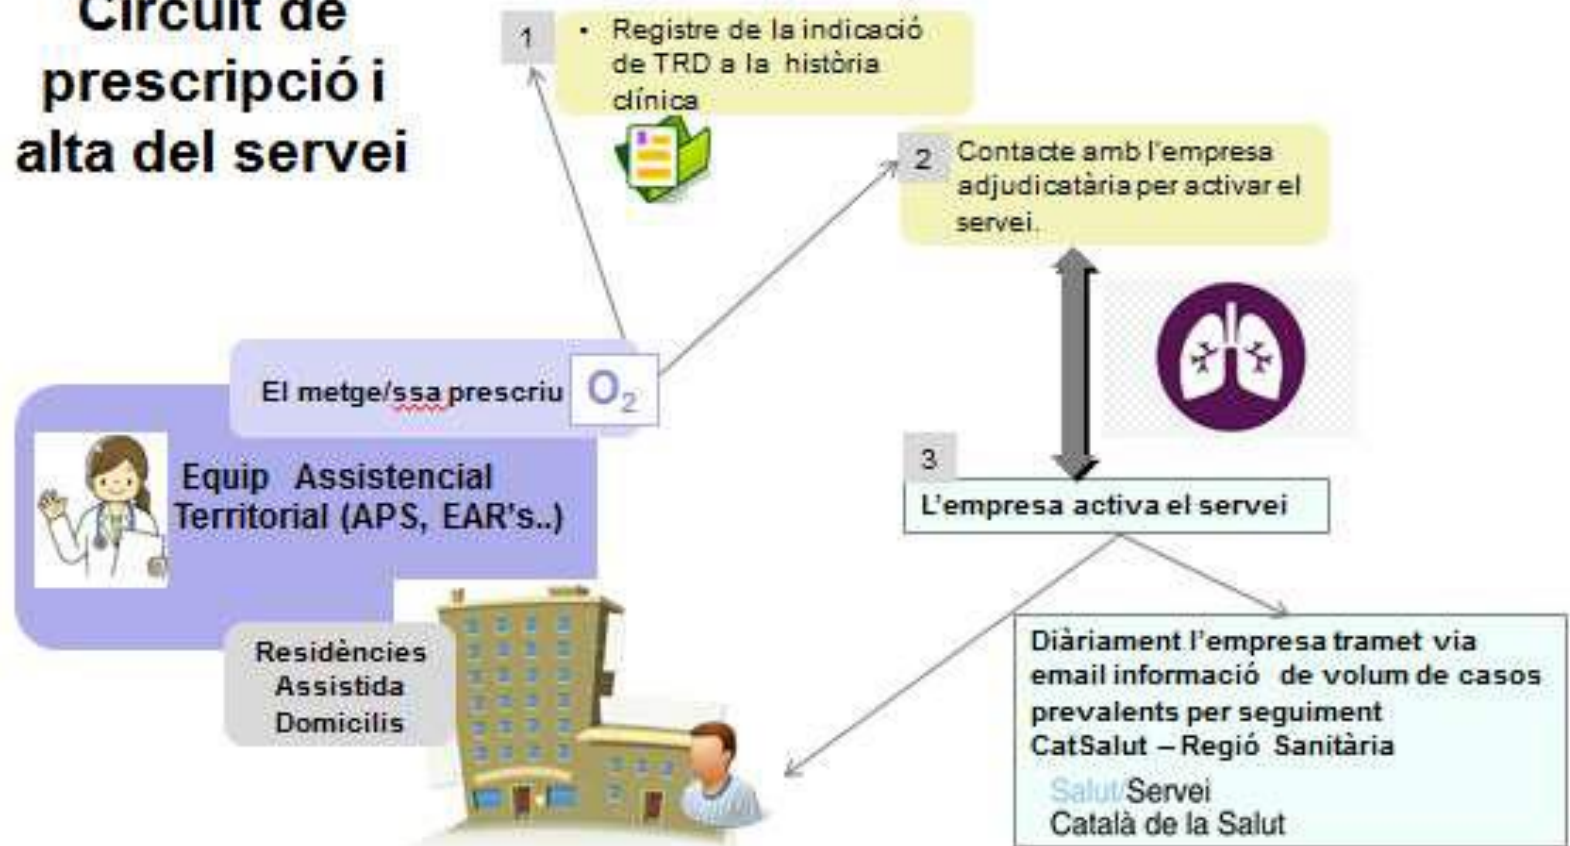 Circuit de
prescripció i
alta del servei
1
• Registre de la indicació
de TRD a la història
clínica
2
Contacte amb l'empresa
adjudicatària per activar el
servei.
El metge/ssa prescriu
O₂
Equip Assistencial
Territorial (APS, EAR's..)
3
L'empresa activa el servei
Residències
Assistida
Domicilis
Diàriament l'empresa tramet via
email informació de volum de casos
prevalents per seguiment
CatSalut – Regió Sanitària
Salut/Servei
Català de la Salut